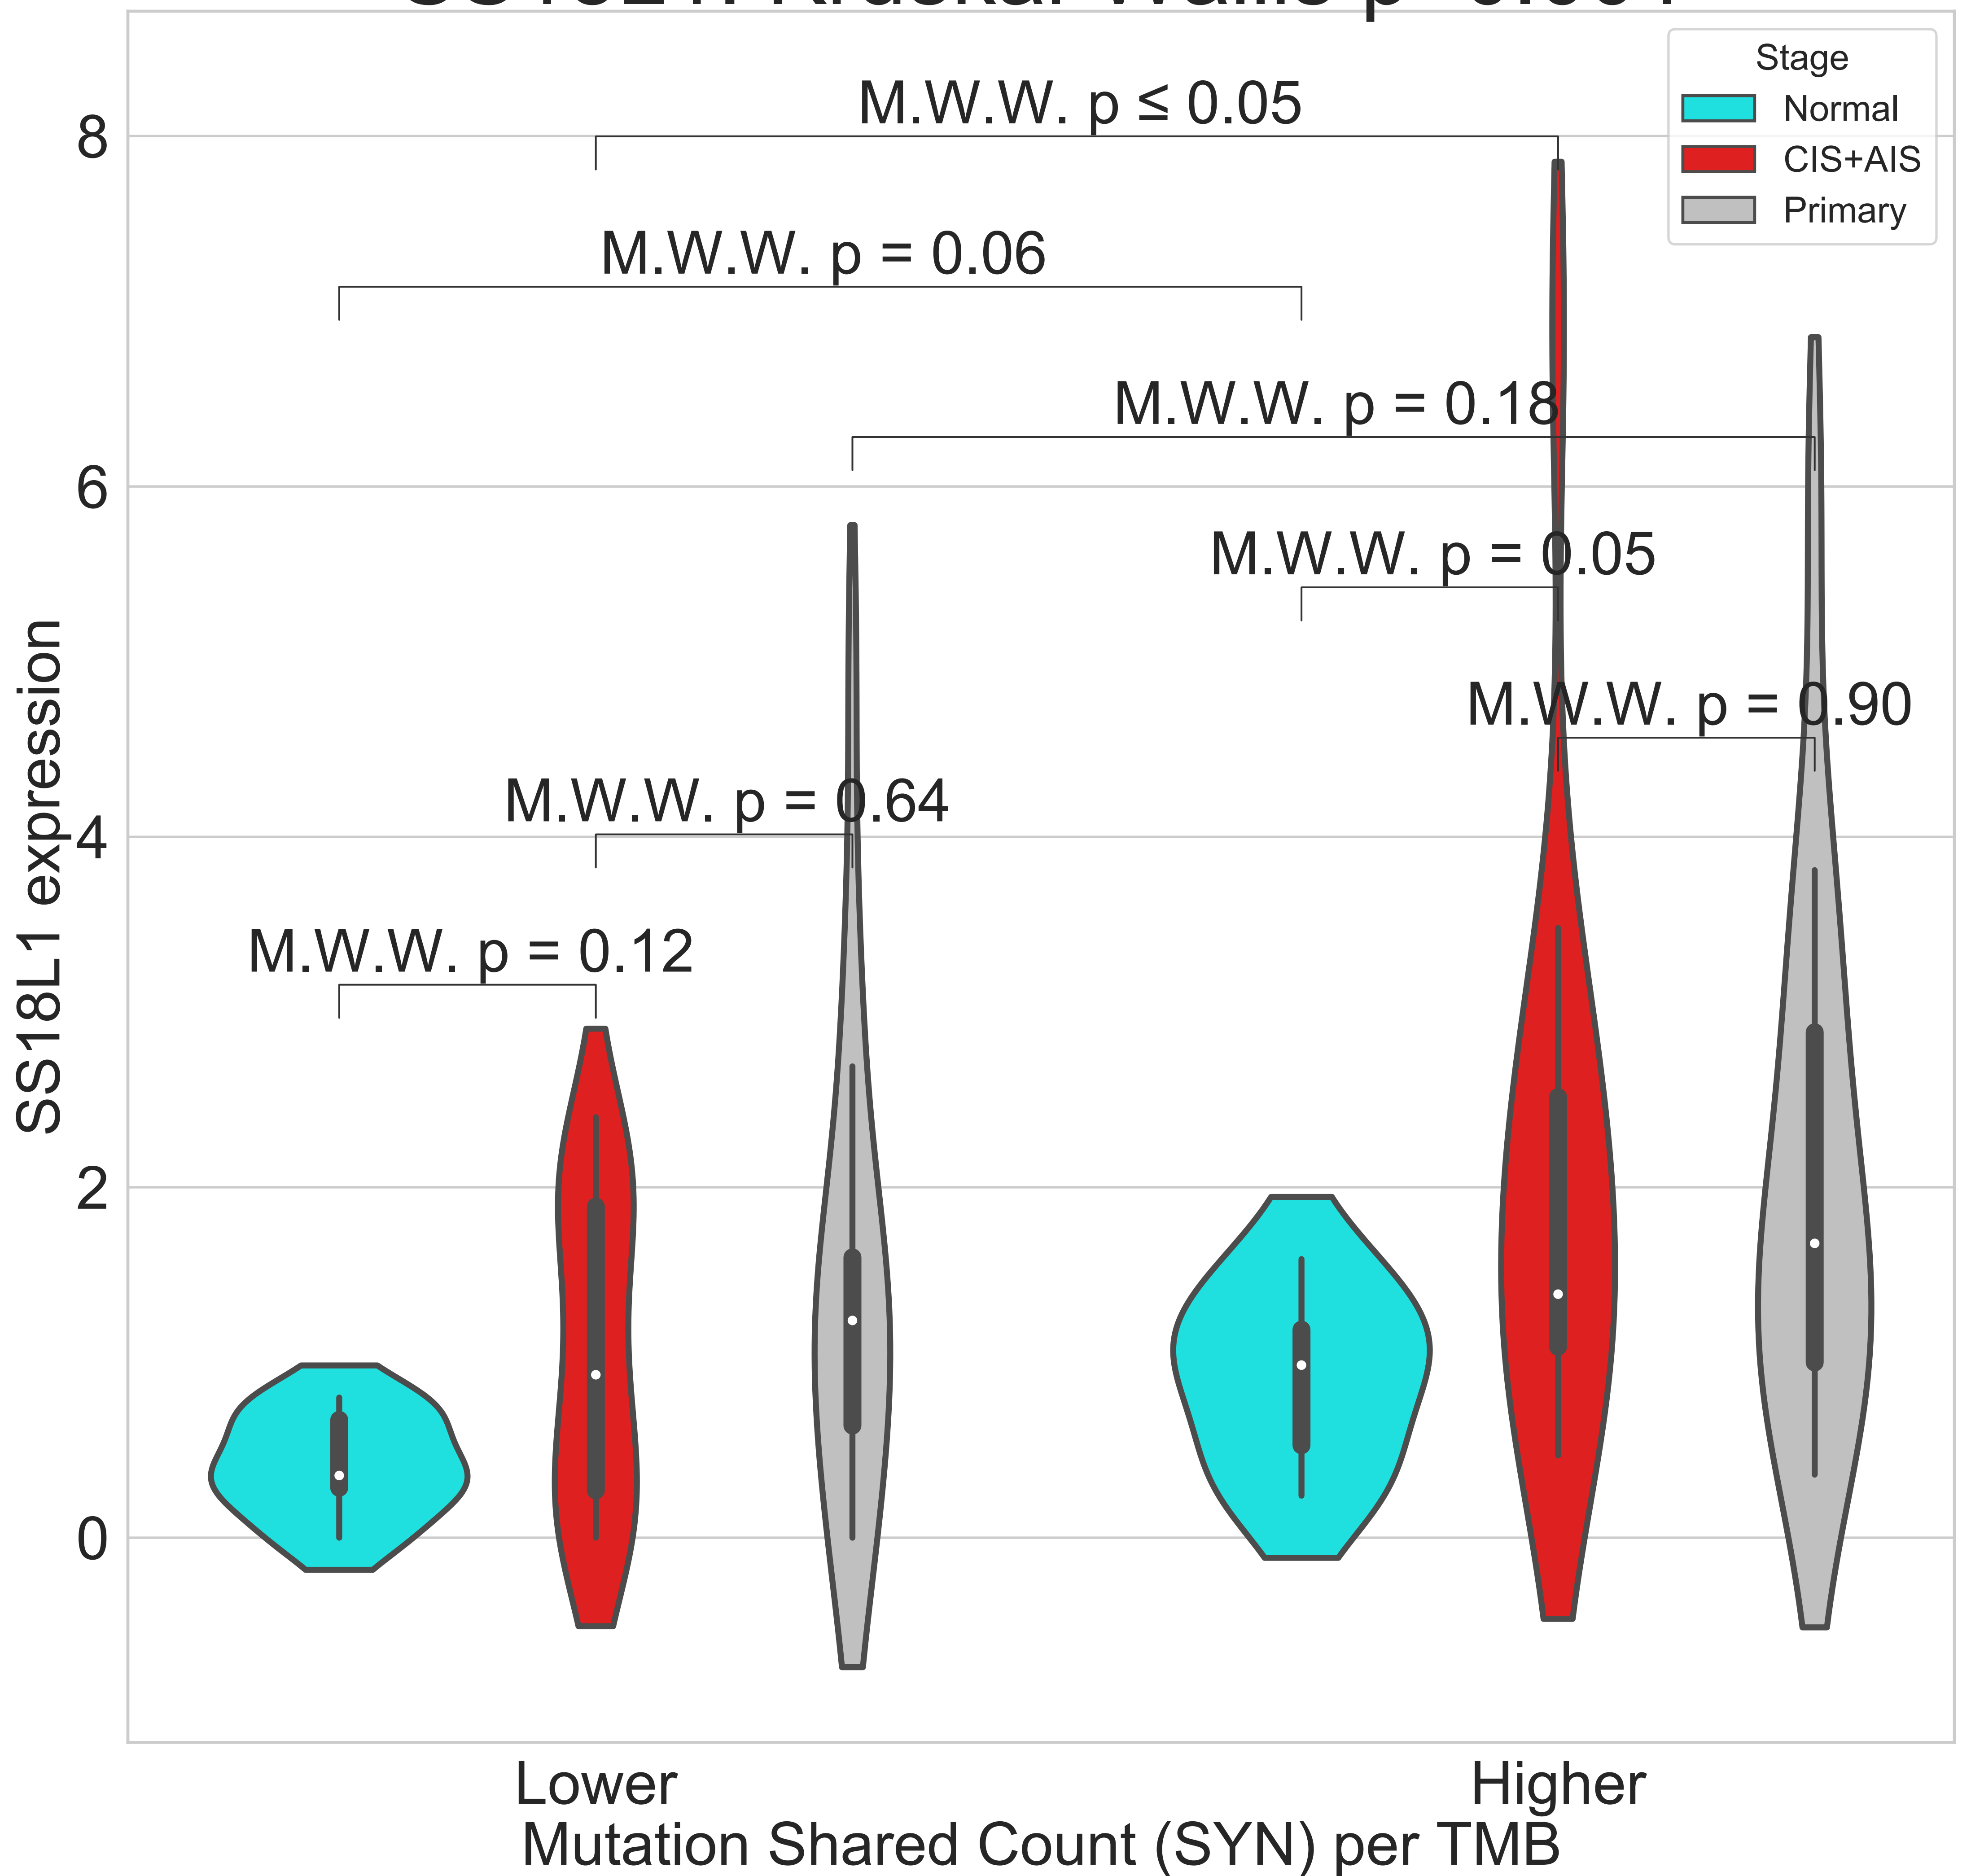 Stage
Normal
CIS+AIS
Primary
M.W.W. p ≤ 0.05
M.W.W. p = 0.06
M.W.W. p = 0.18
M.W.W. p = 0.05
M.W.W. p = 0.90
M.W.W. p = 0.64
M.W.W. p = 0.12
8
6
4
2
0
SS18L1 expression
Lower
Higher
Mutation Shared Count (SYN) per TMB